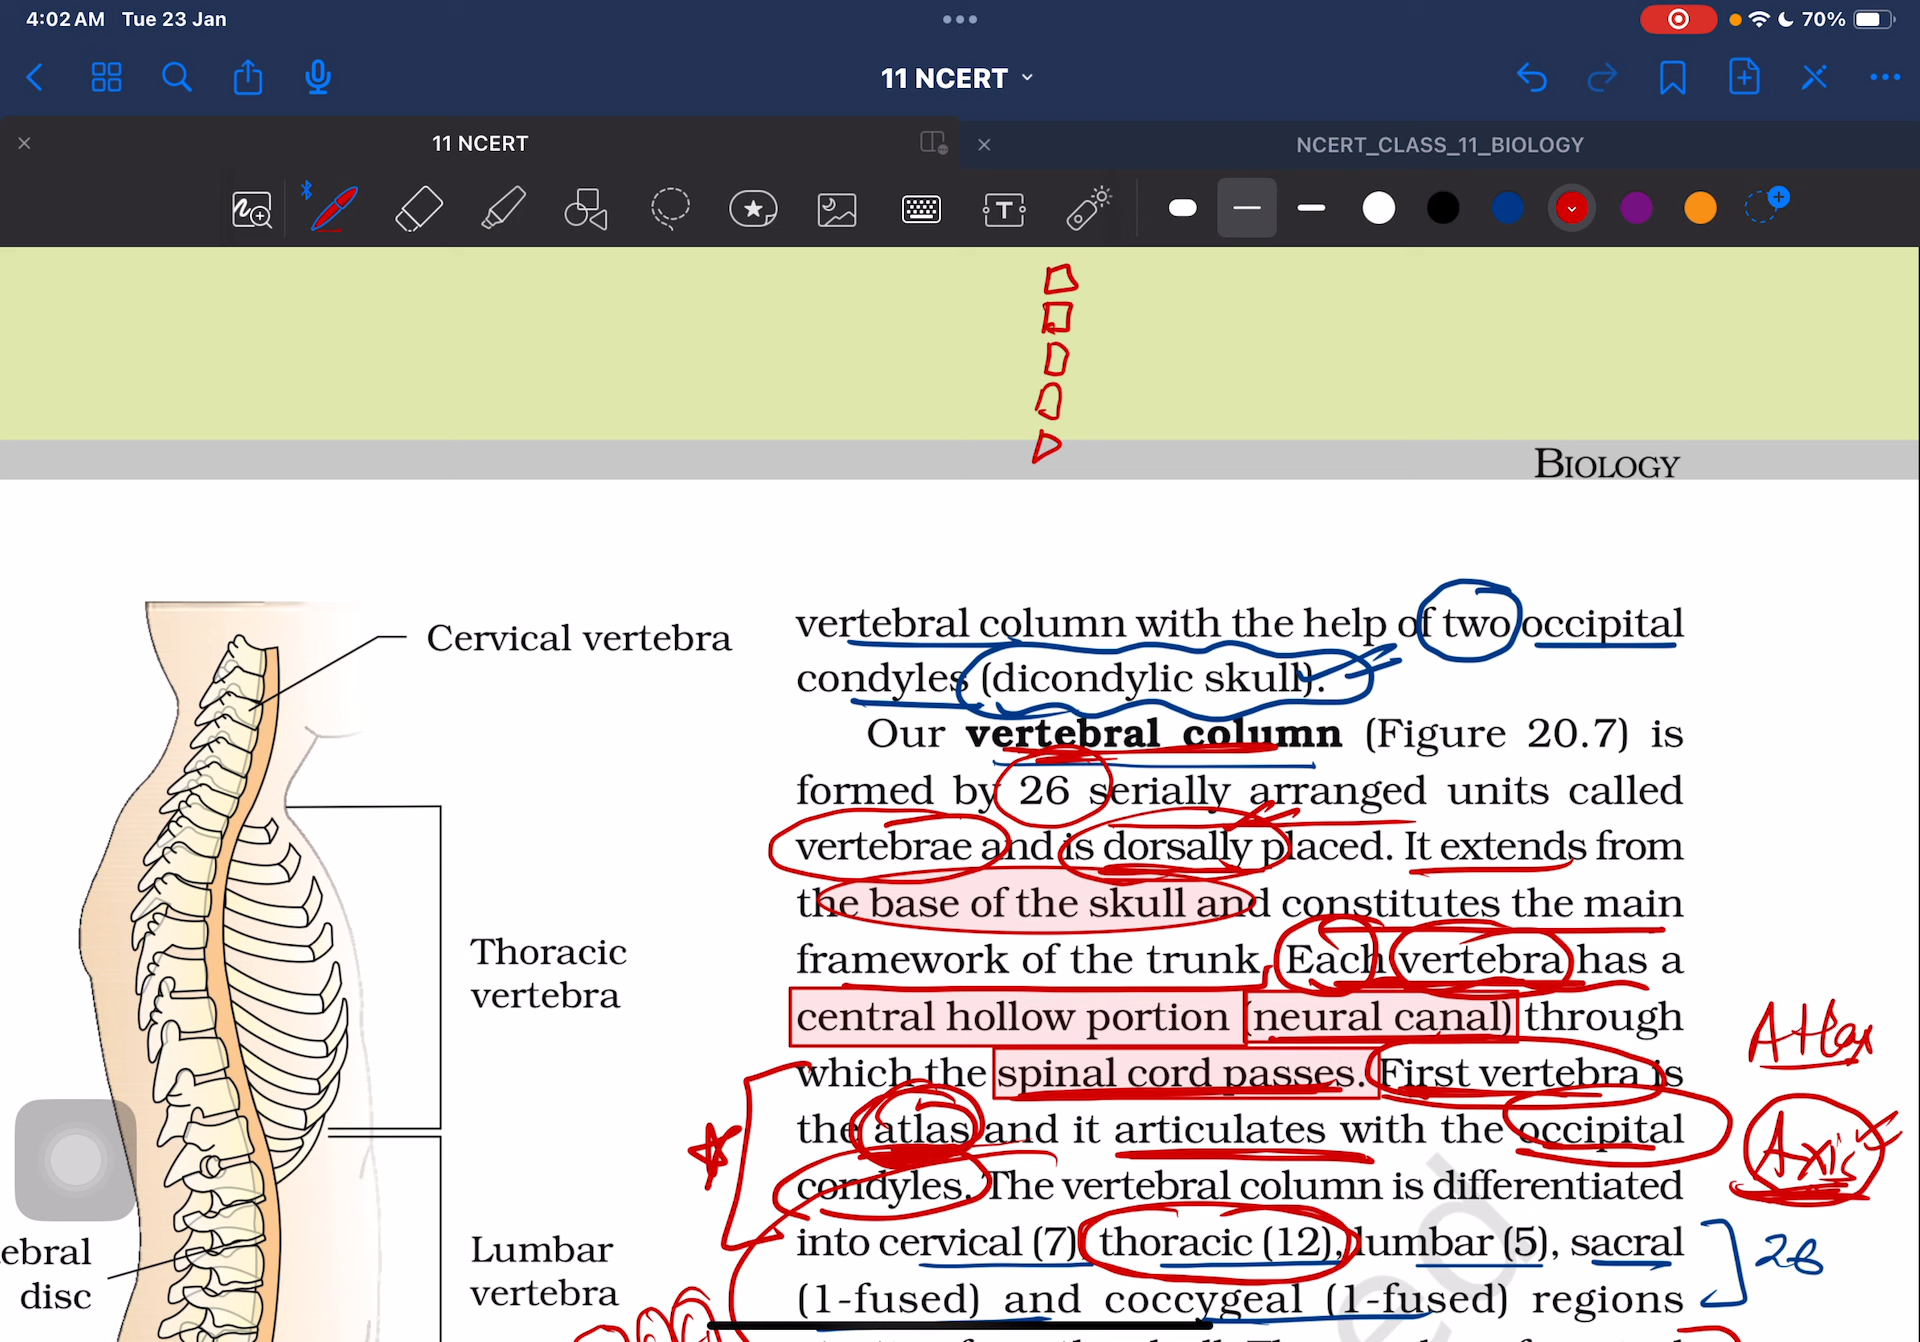 4:02 AM Tue 23 Jan
70%
11 NCERT
11 NCERT
NCERT_CLASS_11_BIOLOGY
T
BIOLOGY
Cervical vertebra
Thoracic
vertebra
Lumbar
vertebra
ebral
disc
vertebral column with the help of two occipital
condyles (dicondylic skull).
Our vertebral column (Figure 20.7) is
formed by 26 serially arranged units called
vertebrae and is dorsally placed. It extends from
the base of the skull and constitutes the main
framework of the trunk. Each vertebra has a
central hollow portion (neural canal) through
which the spinal cord passes. First vertebra is
the atlas and it articulates with the occipital
condyles. The vertebral column is differentiated
into cervical (7), thoracic (12), lumbar (5), sacral
(1-fused) and coccygeal (1-fused) regions
Axis
26